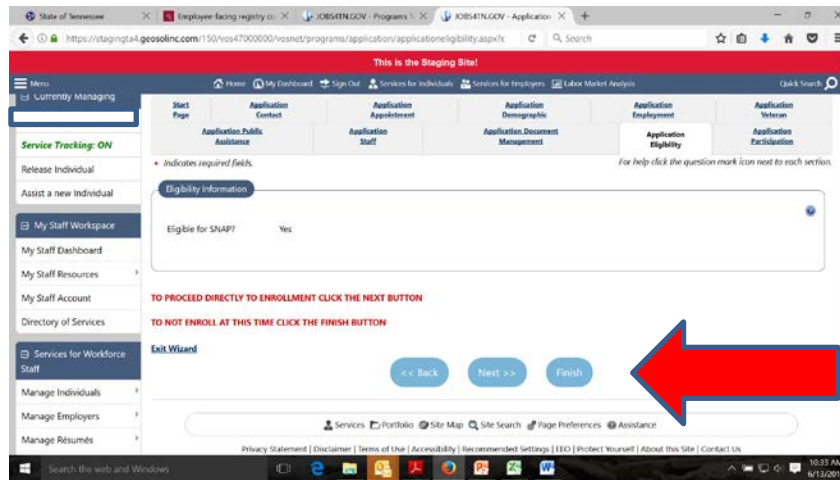 State of Tennessee
Employee-facing registry co
JOBS4TN.GOV - Programs
JOBS4TN.GOV - Application
https://stagingta4.geosolinc.com/150/vos47000000/vosnet/programs/application/applicationeligibility.aspx?c
Search
This is the Staging Site!
Menu
Home My Dashboard Sign Out Services for Individuals Services for Employers Labor Market Analysis
Quick Search
Currently Managing
Service Tracking: ON
Release Individual
Assist a new Individual
My Staff Workspace
My Staff Dashboard
My Staff Resources
My Staff Account
Directory of Services
Services for Workforce
Staff
Manage Individuals
Manage Employers
Manage Résumés
Start Page
Application Contact
Application Appointment
Application Demographic
Application Employment
Application Veteran
Application Public Assistance
Application Staff
Application Document Management
Application Eligibility
Application Participation
• Indicates required fields.
For help click the question mark icon next to each section.
Eligibility Information
Eligible for SNAP? Yes
TO PROCEED DIRECTLY TO ENROLLMENT CLICK THE NEXT BUTTON
TO NOT ENROLL AT THIS TIME CLICK THE FINISH BUTTON
Exit Wizard
<< Back
Next >>
Finish
Services Portfolio Site Map Site Search Page Preferences Assistance
Privacy Statement | Disclaimer | Terms of Use | Accessibility | Recommended Settings | EEO | Protect Yourself | About this Site | Contact Us
Search the web and Windows
10:33 AM
6/13/201